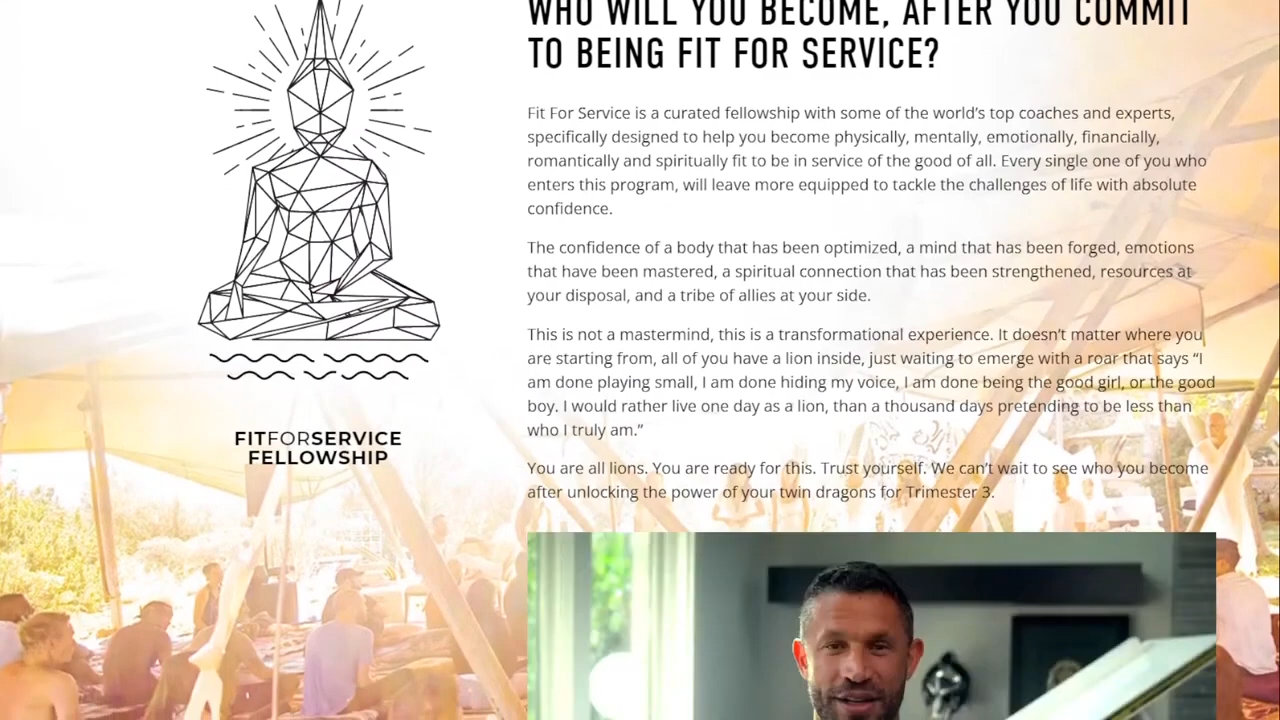 WHO WILL YOU BECOME, AFTER YOU COMMIT
TO BEING FIT FOR SERVICE?
Fit For Service is a curated fellowship with some of the world’s top coaches and experts,
specifically designed to help you become physically, mentally, emotionally, financially,
romantically and spiritually fit to be in service of the good of all. Every single one of you who
enters this program, will leave more equipped to tackle the challenges of life with absolute
confidence.
The confidence of a body that has been optimized, a mind that has been forged, emotions
that have been mastered, a spiritual connection that has been strengthened, resources at
your disposal, and a tribe of allies at your side.
This is not a mastermind, this is a transformational experience. It doesn’t matter where you
are starting from, all of you have a lion inside, just waiting to emerge with a roar that says “I
am done playing small, I am done hiding my voice, I am done being the good girl, or the good
boy. I would rather live one day as a lion, than a thousand days pretending to be less than
who I truly am.”
You are all lions. You are ready for this. Trust yourself. We can’t wait to see who you become
after unlocking the power of your twin dragons for Trimester 3.
FITFORSERVICE
FELLOWSHIP